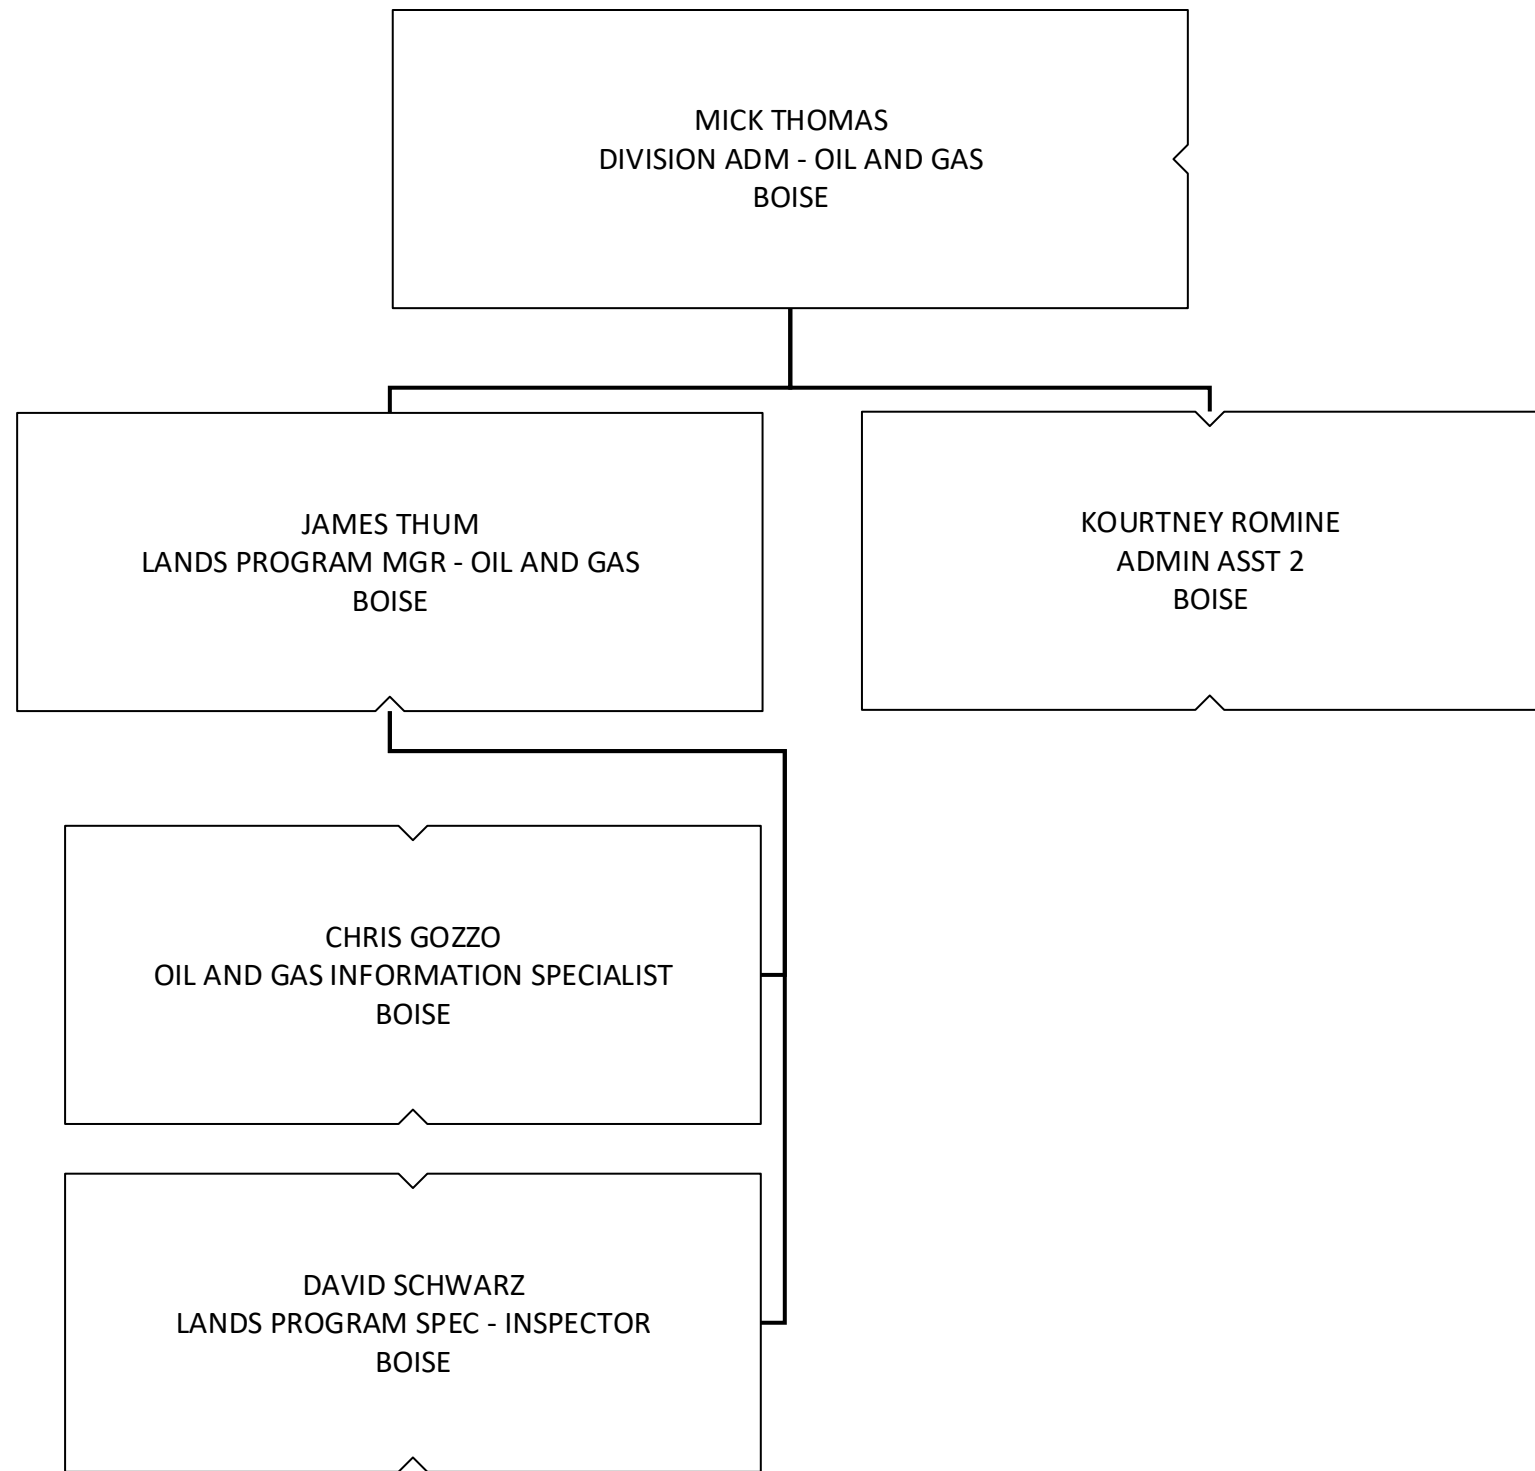 MICK THOMAS
DIVISION ADM - OIL AND GAS
BOISE
JAMES THUM
LANDS PROGRAM MGR - OIL AND GAS
BOISE
KOURTNEY ROMINE
ADMIN ASST 2
BOISE
CHRIS GOZZO
OIL AND GAS INFORMATION SPECIALIST
BOISE
DAVID SCHWARZ
LANDS PROGRAM SPEC - INSPECTOR
BOISE